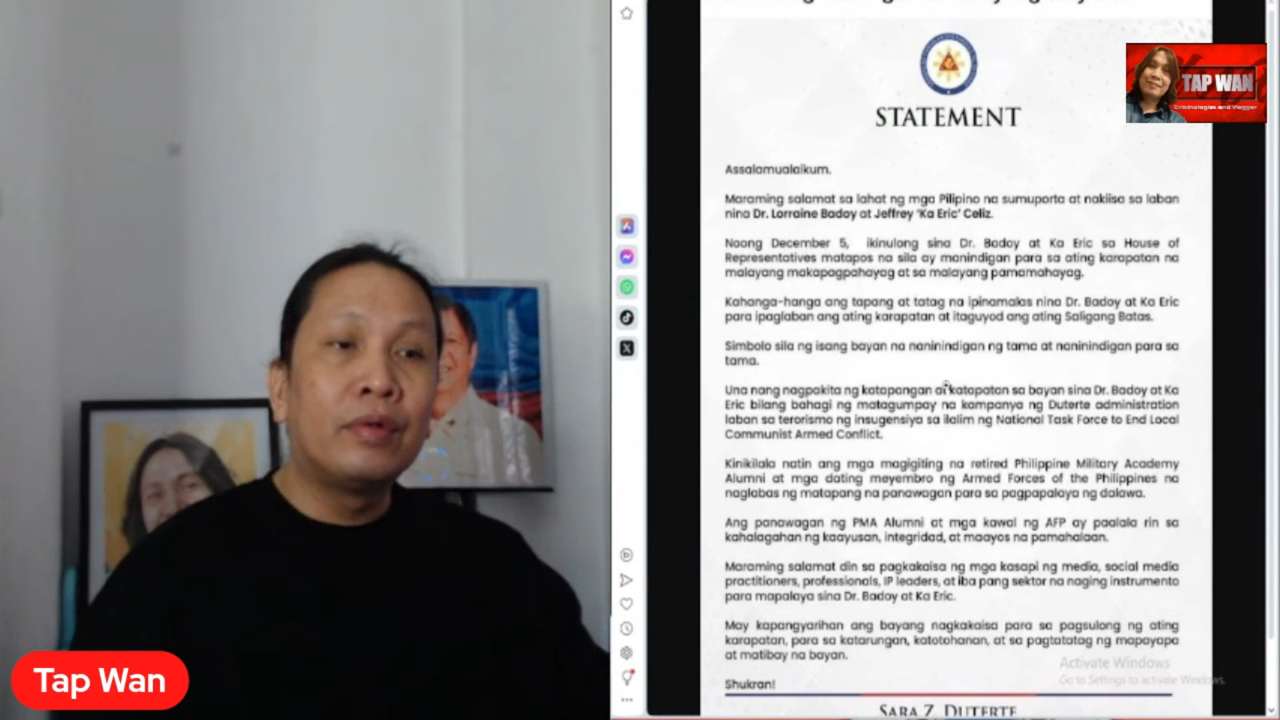 TAP WAN
Criminologist and Vlogger
STATEMENT
Assalamualaikum,
Maraming salamat sa lahat ng mga Pilipino na sumuporta at nakiisa sa laban
nina Dr. Lorraine Badoy at Jeffrey 'Ka Eric' Celiz.
Noong December 5, ikinulong sina Dr. Badoy at Ka Eric sa House of
Representatives matapos na sila ay manindigan para sa ating karapatan na
malayang makapagpahayag at sa malayang pamamahayag.
Kahanga-hanga ang tapang at tatag na ipinamalas nina Dr. Badoy at Ka Eric
para ipaglaban ang ating karapatan at itaguyod ang ating Saligang Batas.
Simbolo sila ng isang bayan na naninindigan ng tama at naninindigan para sa
tama.
Una nang nagpakita ng katapangan at katapatan sa bayan sina Dr. Badoy at Ka
Eric bilang bahagi ng matagumpay na kampanya ng Duterte administration
laban sa terorismo ng insugensiya sa ilalim ng National Task Force to End Local
Communist Armed Conflict.
Kinikilala natin ang mga magigiting na retired Philippine Military Academy
Alumni at mga dating meyembro ng Armed Forces of the Philippines na
naglabas ng matapang na panawagan para sa pagpapalaya ng dalawa.
Ang panawagan ng PMA Alumni at mga kawal ng AFP ay paalala rin sa
kahalagahan ng kaayusan, integridad, at maayos na pamahalaan.
Maraming salamat din sa pagkakaisa ng mga kasapi ng media, social media
practitioners, professionals, IP leaders, at iba pang sektor na naging instrumento
para mapalaya sina Dr. Badoy at Ka Eric.
May kapangyarihan ang bayang nagkakaisa para sa pagsulong ng ating
karapatan, para sa katarungan, katotohanan, at sa pagtatatag ng mapayapa
at matibay na bayan.
Shukran!
SARA Z. DUTERTE
Activate Windows
Go to Settings to activate Windows.
Tap Wan